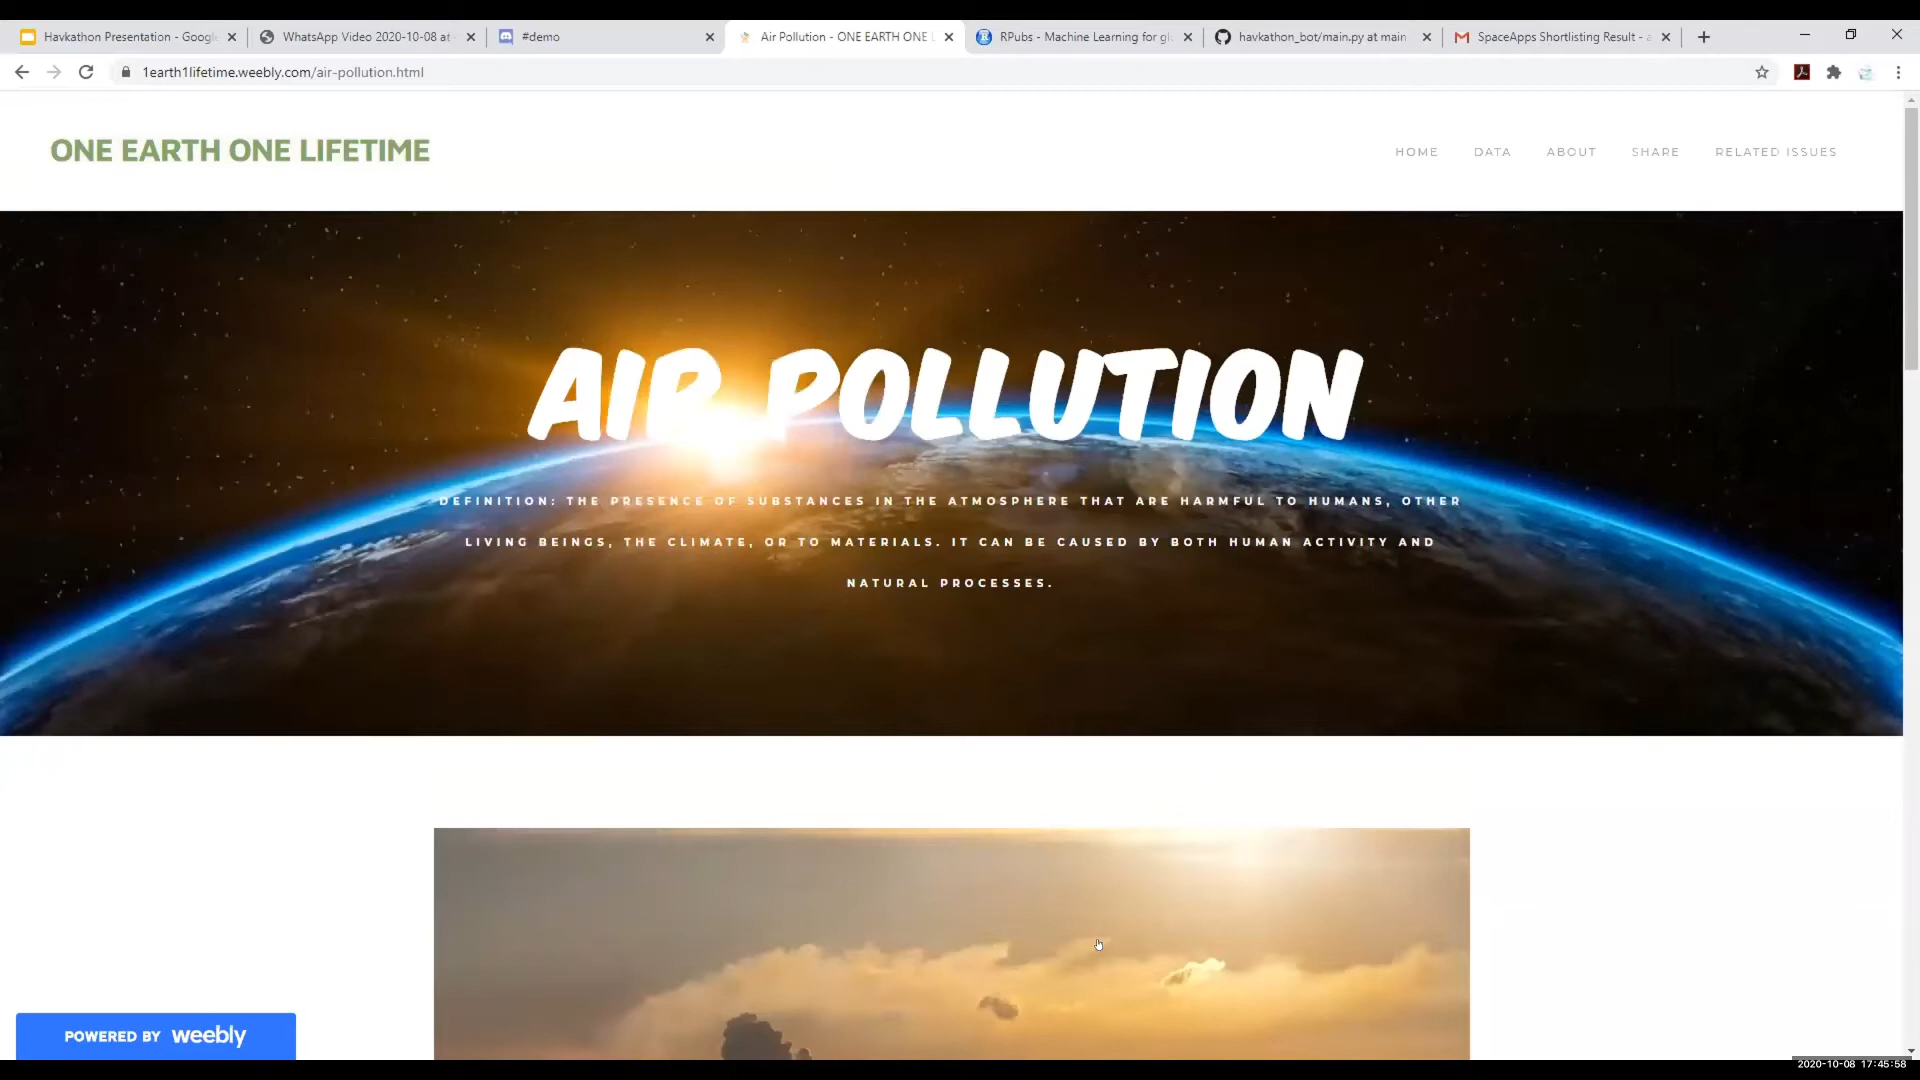 Havkathon Presentation - Googl
WhatsApp Video 2020-10-08 at
#demo
Air Pollution - ONE EARTH ONE L
RPubs - Machine Learning for gl
havkathon_bot/main.py at main
SpaceApps Shortlisting Result - a
1earth1lifetime.weebly.com/air-pollution.html
ONE EARTH ONE LIFETIME
HOME DATA ABOUT SHARE RELATED ISSUES
AIR POLLUTION
DEFINITION: THE PRESENCE OF SUBSTANCES IN THE ATMOSPHERE THAT ARE HARMFUL TO HUMANS, OTHER
LIVING BEINGS, THE CLIMATE, OR TO MATERIALS. IT CAN BE CAUSED BY BOTH HUMAN ACTIVITY AND
NATURAL PROCESSES.
POWERED BY weebly
2020-10-08 17:45:58